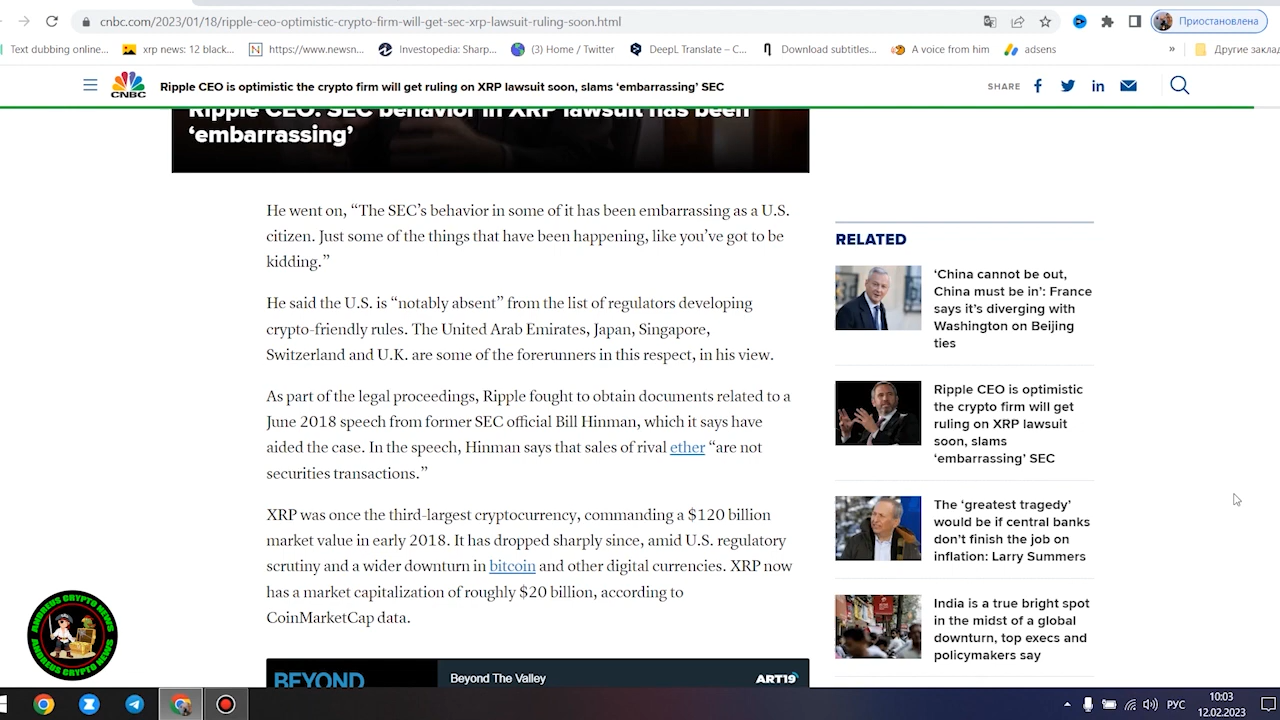 cnbc.com/2023/01/18/ripple-ceo-optimistic-crypto-firm-will-get-sec-xrp-lawsuit-ruling-soon.html
Приостановлена
Text dubbing online...
xrp news: 12 black...
https://www.newsn...
Investopedia: Sharp...
(3) Home / Twitter
DeepL Translate – C...
Download subtitles...
A voice from him
adsens
»
Другие закла
CNBC
Ripple CEO is optimistic the crypto firm will get ruling on XRP lawsuit soon, slams ‘embarrassing’ SEC
SHARE
Ripple CEO: SEC behavior in XRP lawsuit has been
‘embarrassing’
He went on, “The SEC’s behavior in some of it has been embarrassing as a U.S.
citizen. Just some of the things that have been happening, like you’ve got to be
kidding.”
He said the U.S. is “notably absent” from the list of regulators developing
crypto-friendly rules. The United Arab Emirates, Japan, Singapore,
Switzerland and U.K. are some of the forerunners in this respect, in his view.
As part of the legal proceedings, Ripple fought to obtain documents related to a
June 2018 speech from former SEC official Bill Hinman, which it says have
aided the case. In the speech, Hinman says that sales of rival ether “are not
securities transactions.”
XRP was once the third-largest cryptocurrency, commanding a $120 billion
market value in early 2018. It has dropped sharply since, amid U.S. regulatory
scrutiny and a wider downturn in bitcoin and other digital currencies. XRP now
has a market capitalization of roughly $20 billion, according to
CoinMarketCap data.
BEYOND
Beyond The Valley
ART19
RELATED
‘China cannot be out,
China must be in’: France
says it’s diverging with
Washington on Beijing
ties
Ripple CEO is optimistic
the crypto firm will get
ruling on XRP lawsuit
soon, slams
‘embarrassing’ SEC
The ‘greatest tragedy’
would be if central banks
don’t finish the job on
inflation: Larry Summers
India is a true bright spot
in the midst of a global
downturn, top execs and
policymakers say
ANDREUS CRYPTO NEWS
ANDREUS CRYPTO NEWS
РУС
10:03
12.02.2023